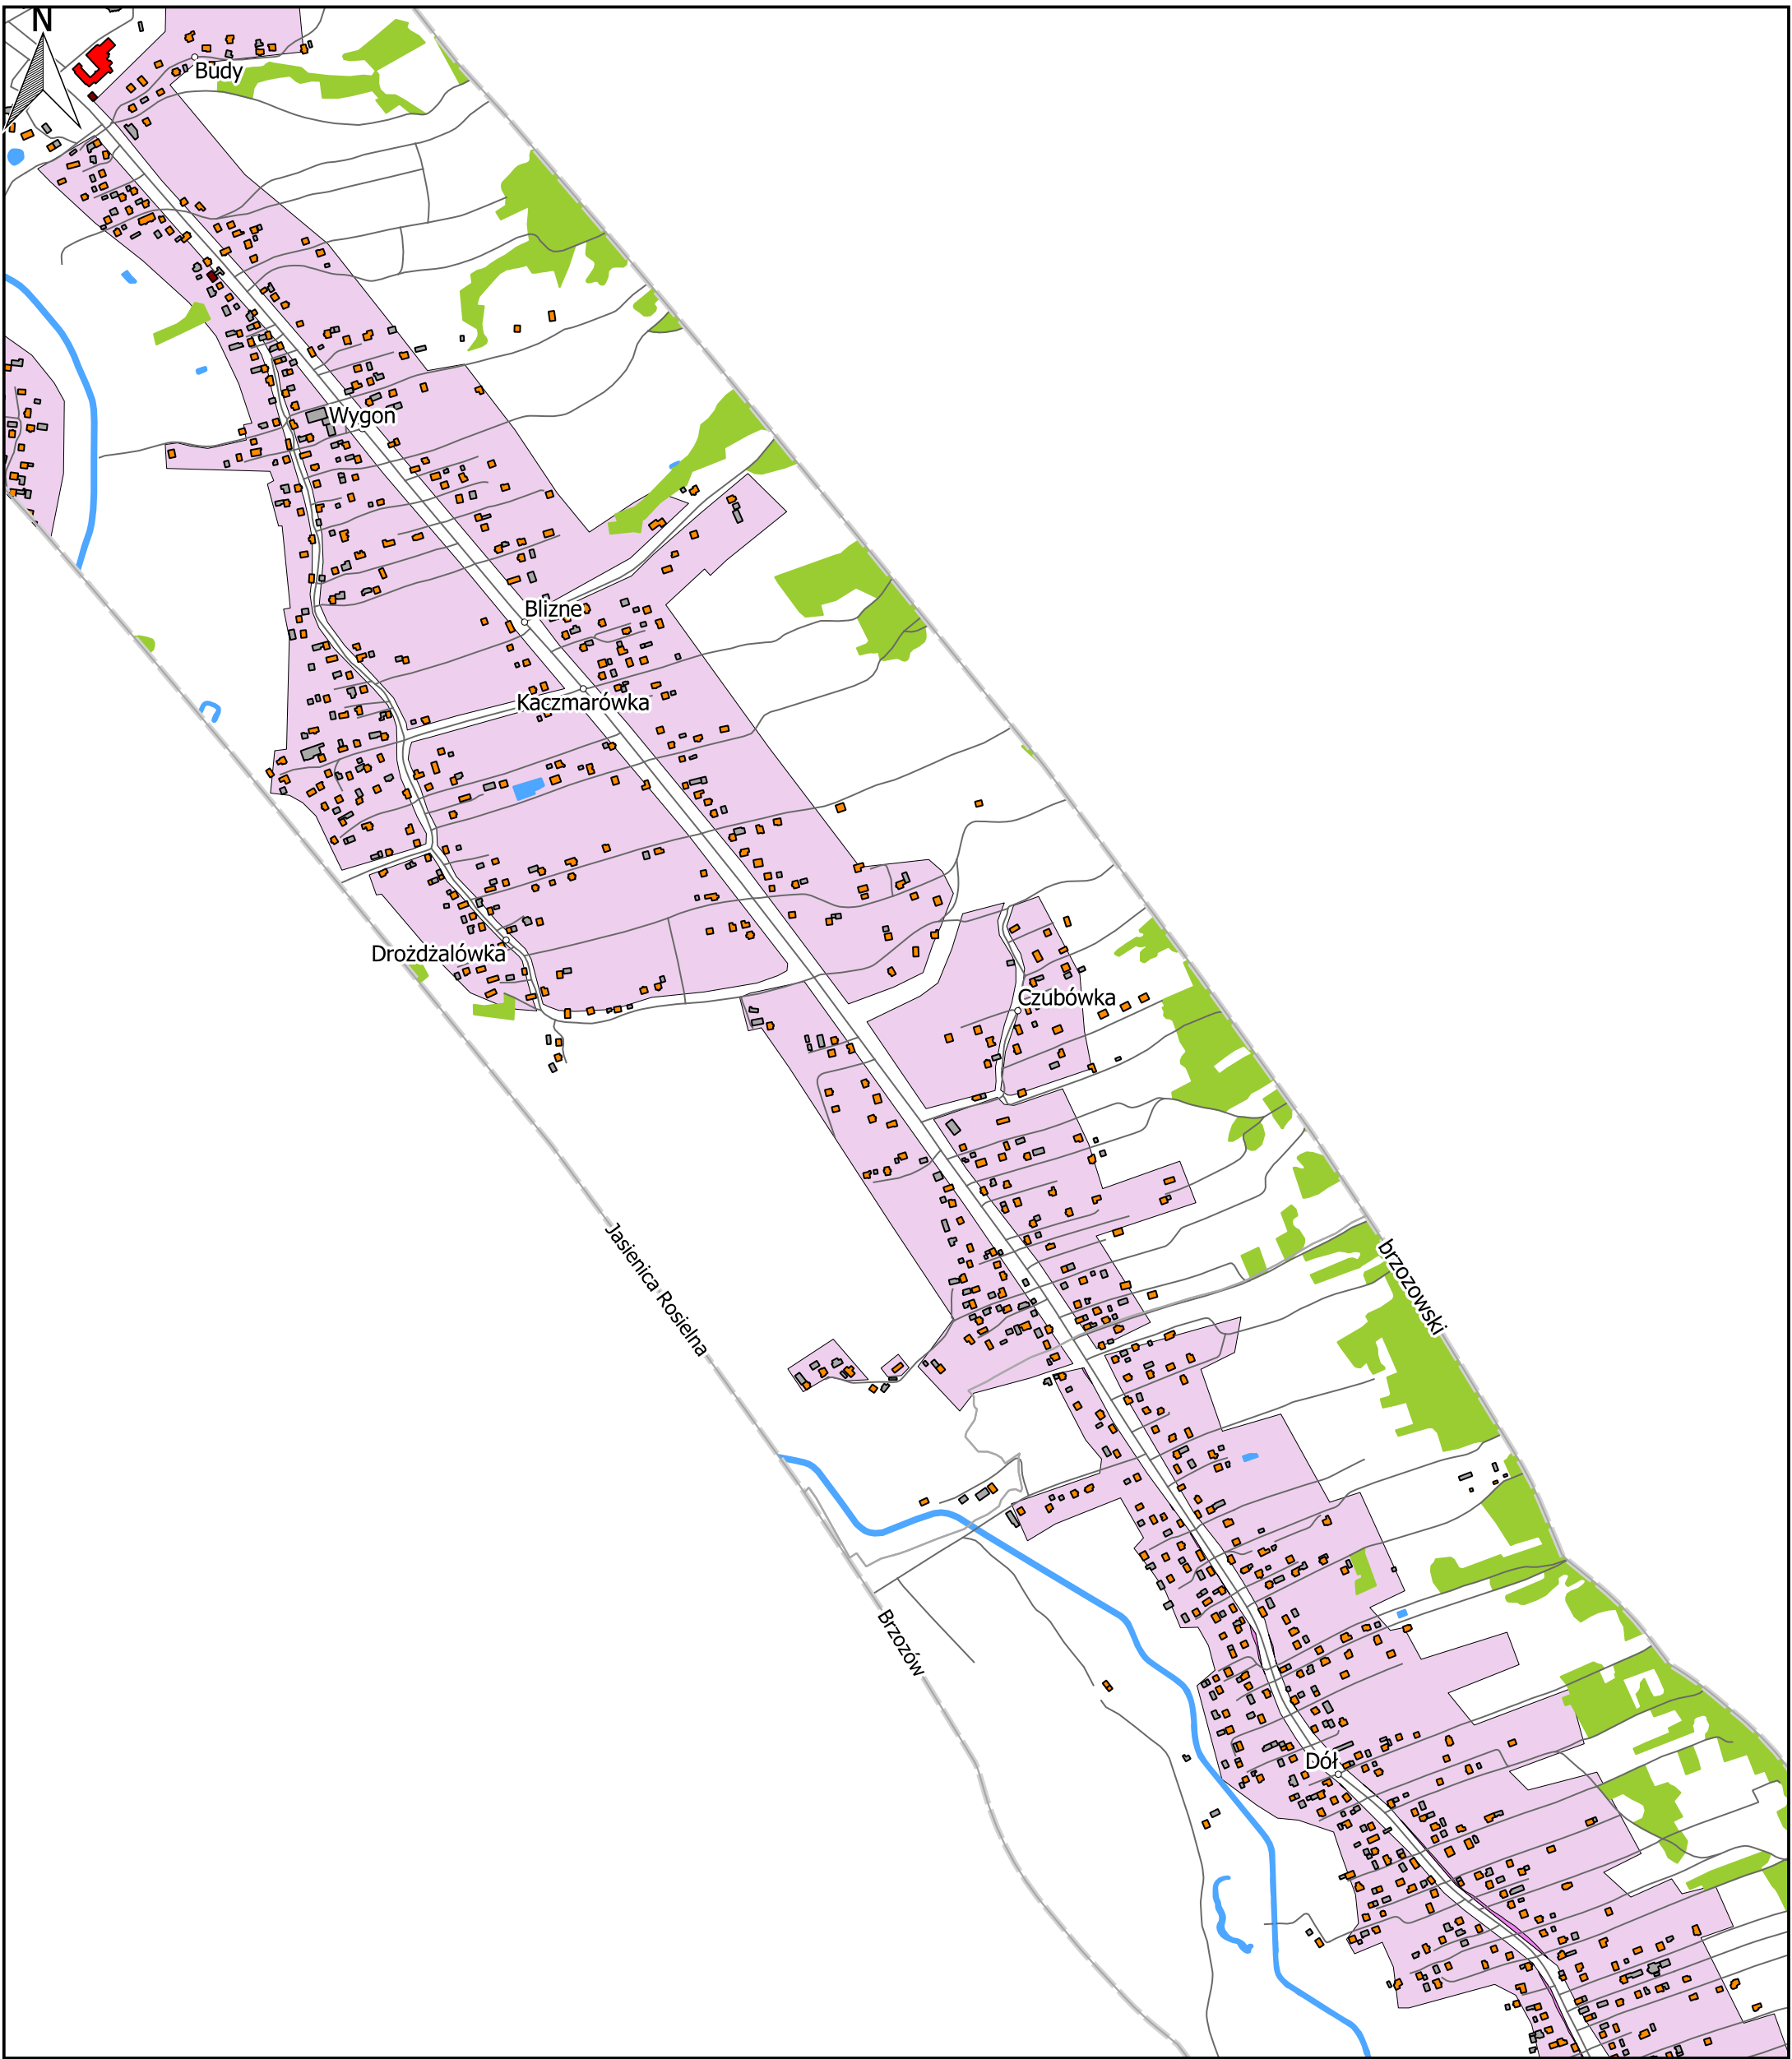 N
Budy
Wygon
Blizne
Kaczmarówka
Drożdżalówka
Czubówka
Jasienica Rosielna
brzozowski
Brzozów
Dół